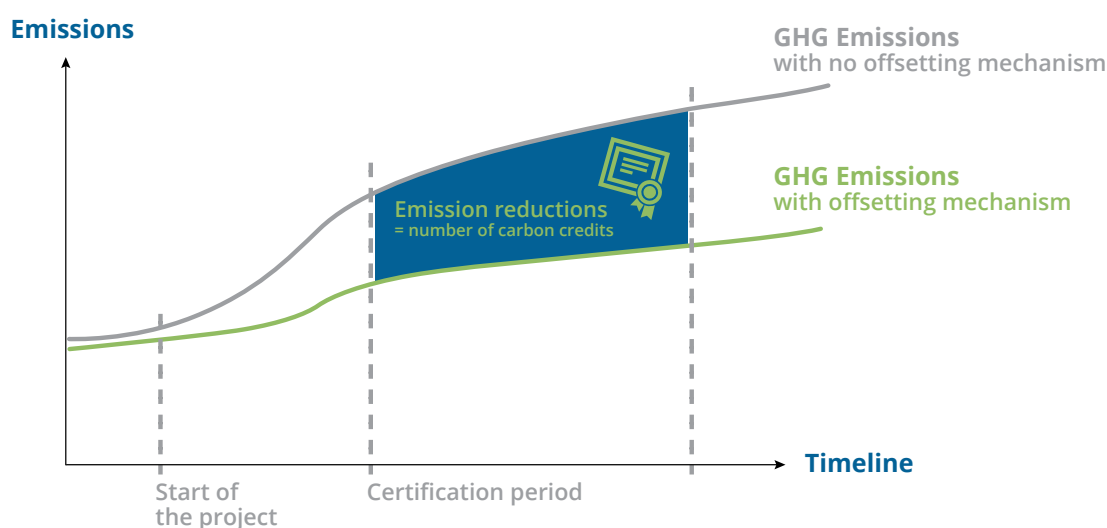 Emissions
GHG Emissions
with no offsetting mechanism
GHG Emissions
with offsetting mechanism
Emission reductions
= number of carbon credits
Timeline
Start of
the project
Certification period